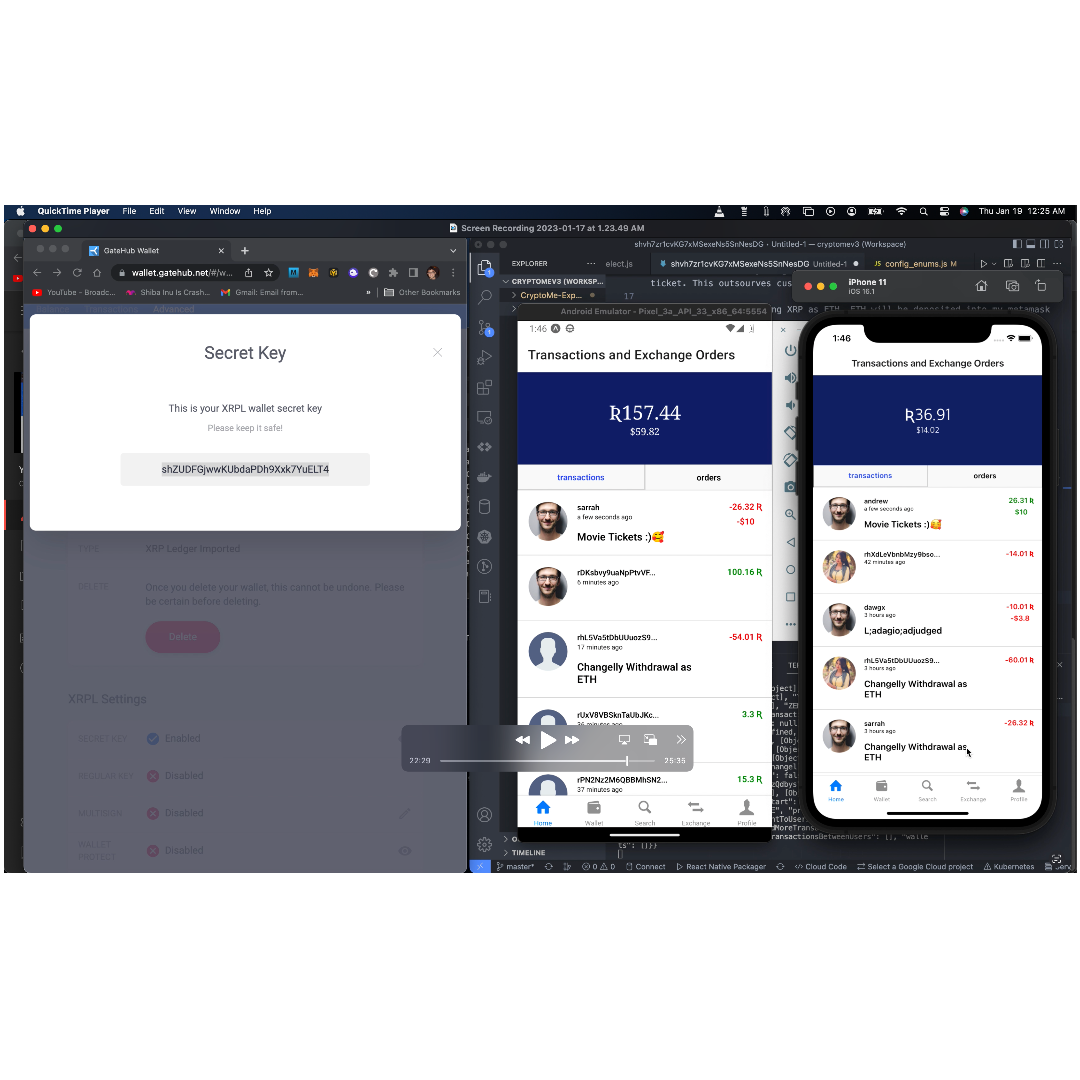 QuickTime Player File Edit View Window Help
Thu Jan 19 12:25 AM
Screen Recording 2023-01-17 at 1.23.49 AM
GateHub Wallet
wallet.gatehub.net/#/w...
YouTube - Broadc...
Shiba Inu Is Crash...
Gmail: Email from...
Other Bookmarks
Advanced
Secret Key
This is your XRPL wallet secret key
Please keep it safe!
shZUDFGjwwKUbdaPDh9Xxk7YuELT4
TYPE
XRP Ledger Imported
DELETE
Once you delete your wallet, this cannot be undone. Please
be certain before deleting.
Delete
XRPL Settings
SECRET KEY
Enabled
REGULAR KEY
Disabled
MULTISIGN
Disabled
WALLET
PROTECT
Disabled
22:29
25:35
shvh7zr1cvKG7xMSexeNs5SnNesDG · Untitled-1 — cryptomev3 (Workspace)
EXPLORER
elect.js
shvh7zr1cvKG7xMSexeNs5SnNesDG Untitled-1
config_enums.js M
CRYPTOMEV3 (WORKSP...
CryptoMe-Exp...
17
ticket. This outsourves cus
ng XRP as ETH. ETH will be deposited into my metamask
Android Emulator - Pixel_3a_API_33_x86_64:5554
1:46
Transactions and Exchange Orders
157.44
$59.82
transactions
orders
sarrah
a few seconds ago
Movie Tickets :)🥰
-26.32
-$10
rDKsbvy9uaNpPtvVF...
6 minutes ago
100.16
rhL5Va5tDbUUuozS9...
17 minutes ago
Changelly Withdrawal as
ETH
-54.01
rUxV8VBSknTaUbJKc...
36 minutes ago
3.3
rPN2Nz2M6QBBMhSN2...
37 minutes ago
15.3
Home
Wallet
Search
Exchange
Profile
iPhone 11
iOS 16.1
1:46
Transactions and Exchange Orders
36.91
$14.02
transactions
orders
andrew
a few seconds ago
Movie Tickets :)🥰
26.31
$10
rhXdLeVbnbMzy9bso...
42 minutes ago
-14.01
dawgx
3 hours ago
L;adagio;adjudged
-10.01
-$3.8
rhL5Va5tDbUUuozS9...
3 hours ago
Changelly Withdrawal as
ETH
-60.01
sarrah
3 hours ago
Changelly Withdrawal as
ETH
-26.32
Home
Wallet
Search
Exchange
Profile
TIMELINE
master*
0
0
Connect
React Native Packager
Cloud Code
Select a Google Cloud project
Kubernetes